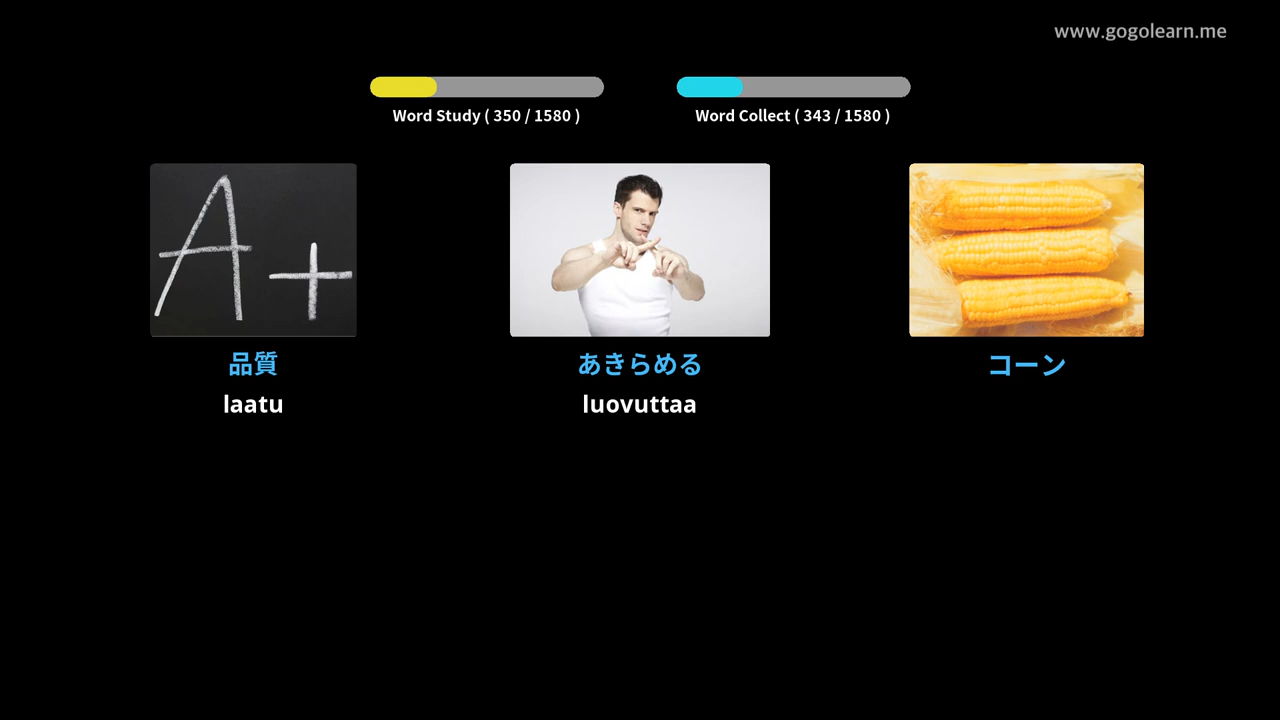 www.gogolearn.me
Word Study ( 350 / 1580 )
Word Collect ( 343 / 1580 )
A+
品質
あきらめる
コーン
laatu
luovuttaa